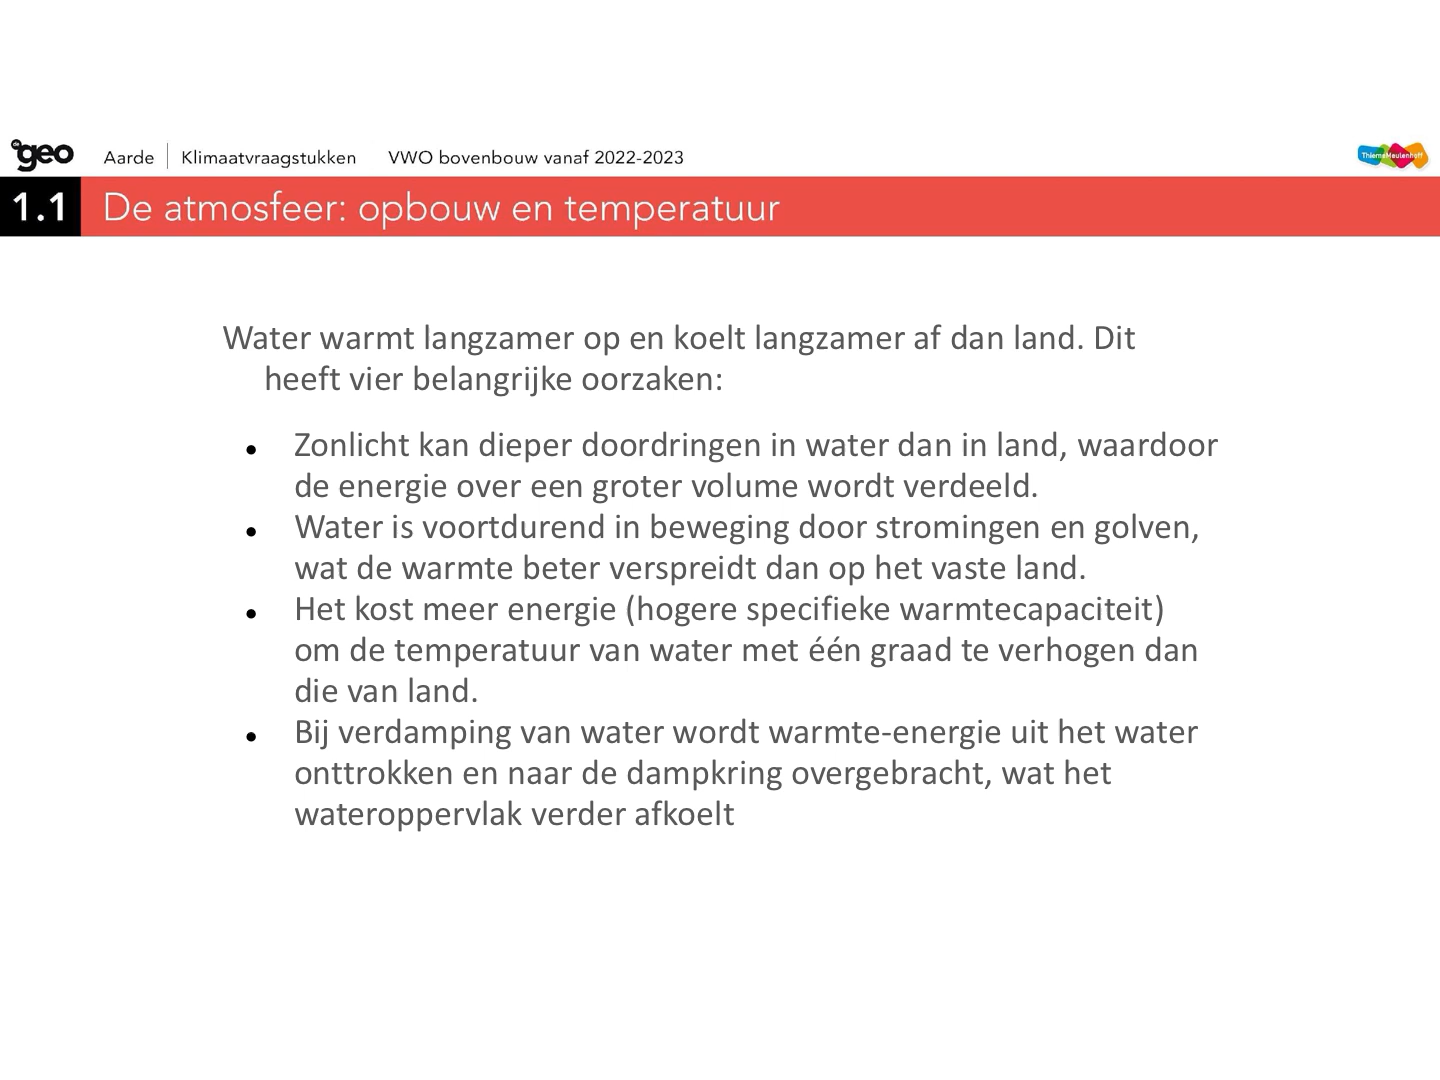 de geo Aarde Klimaatvraagstukken VWO bovenbouw vanaf 2022-2023 ThiemeMeulenhoff
1.1 De atmosfeer: opbouw en temperatuur
Water warmt langzamer op en koelt langzamer af dan land. Dit
heeft vier belangrijke oorzaken:
• Zonlicht kan dieper doordringen in water dan in land, waardoor
de energie over een groter volume wordt verdeeld.
• Water is voortdurend in beweging door stromingen en golven,
wat de warmte beter verspreidt dan op het vaste land.
• Het kost meer energie (hogere specifieke warmtecapaciteit)
om de temperatuur van water met één graad te verhogen dan
die van land.
• Bij verdamping van water wordt warmte-energie uit het water
onttrokken en naar de dampkring overgebracht, wat het
wateroppervlak verder afkoelt